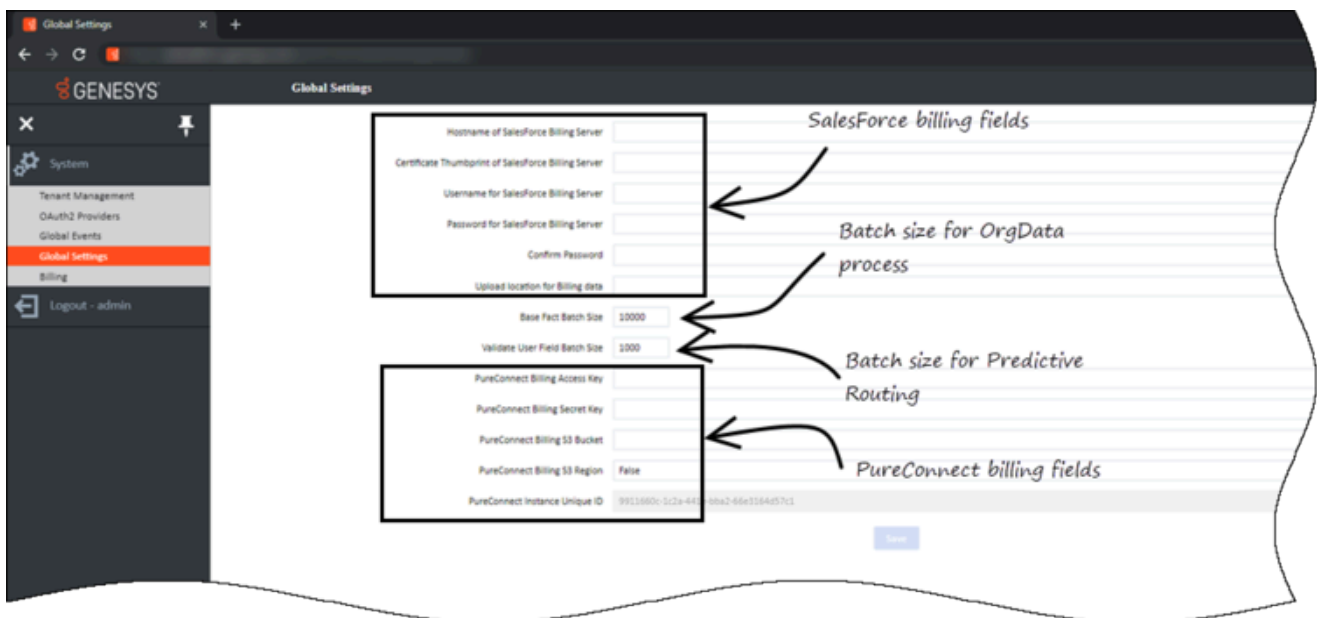 Global Settings
GENESYS
Global Settings
SalesForce billing fields
Hostname of SalesForce Billing Server
System
Certificate Thumbprint of SalesForce Billing Server
Tenant Management
Username for SalesForce Billing Server
OAuth2 Providers
Password for SalesForce Billing Server
Batch size for OrgData
process
Global Events
Global Settings
Confirm Password
Billing
Upload location for Billing data
Logout - admin
Base Fact Batch Size 10000
Validate User Field Batch Size 1000
Batch size for Predictive
Routing
PureConnect Billing Access Key
PureConnect Billing Secret Key
PureConnect Billing S3 Bucket
PureConnect Billing S3 Region False
PureConnect billing fields
PureConnect Instance Unique ID
Save